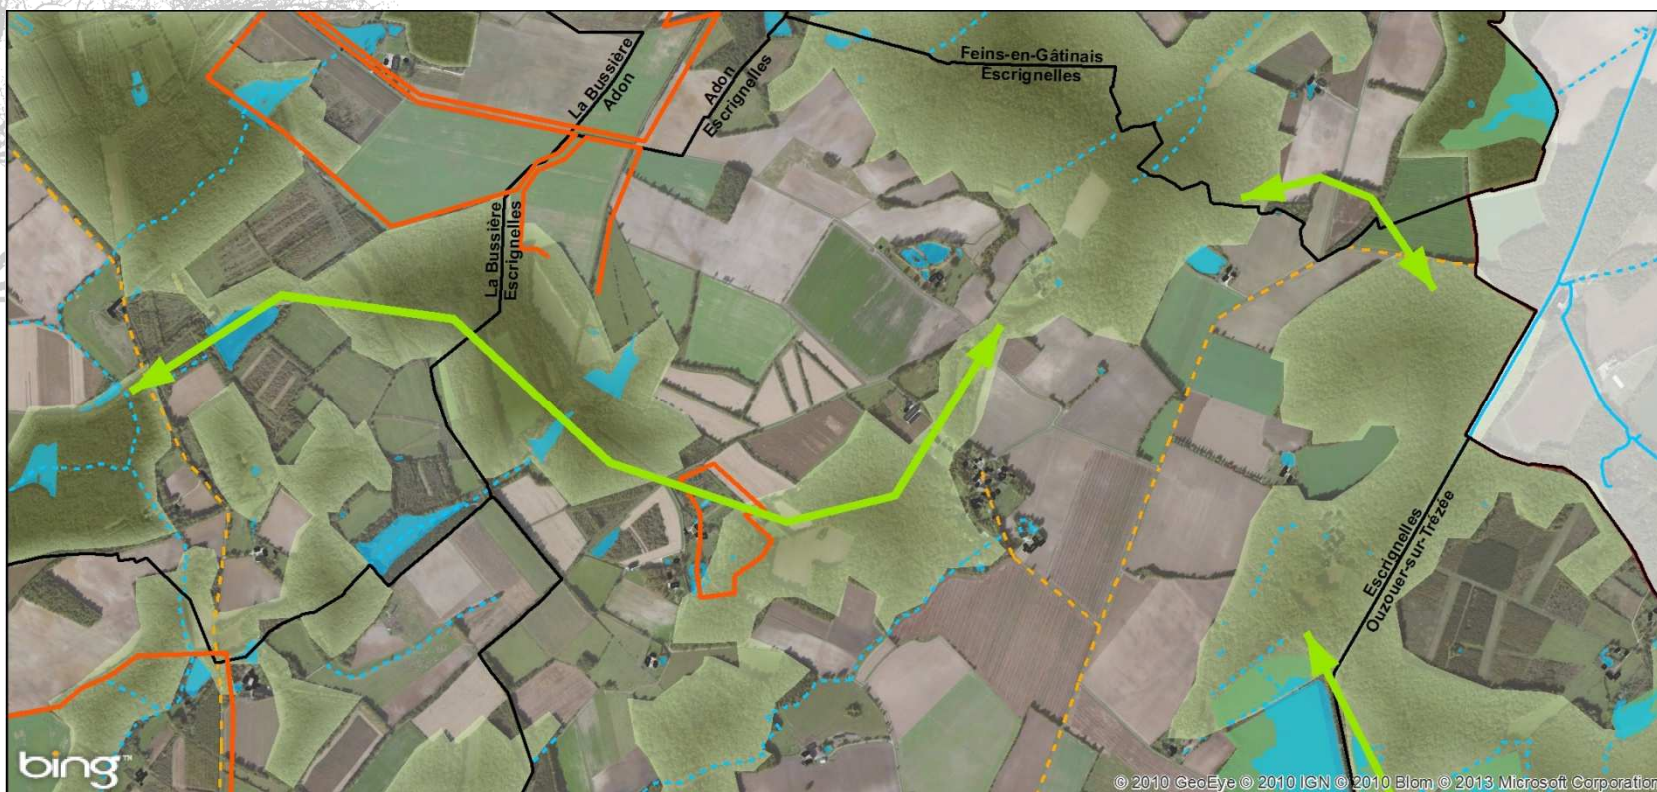 Feins-en-Gâtinais
Escrignelles
La Bussière
Adon
Adon
Escrignelles
La Bussière
Escrignelles
Escrignelles
Ouzouer-sur-Trézée
bing™
© 2010 GeoEye © 2010 IGN © 2010 Blom © 2013 Microsoft Corporation